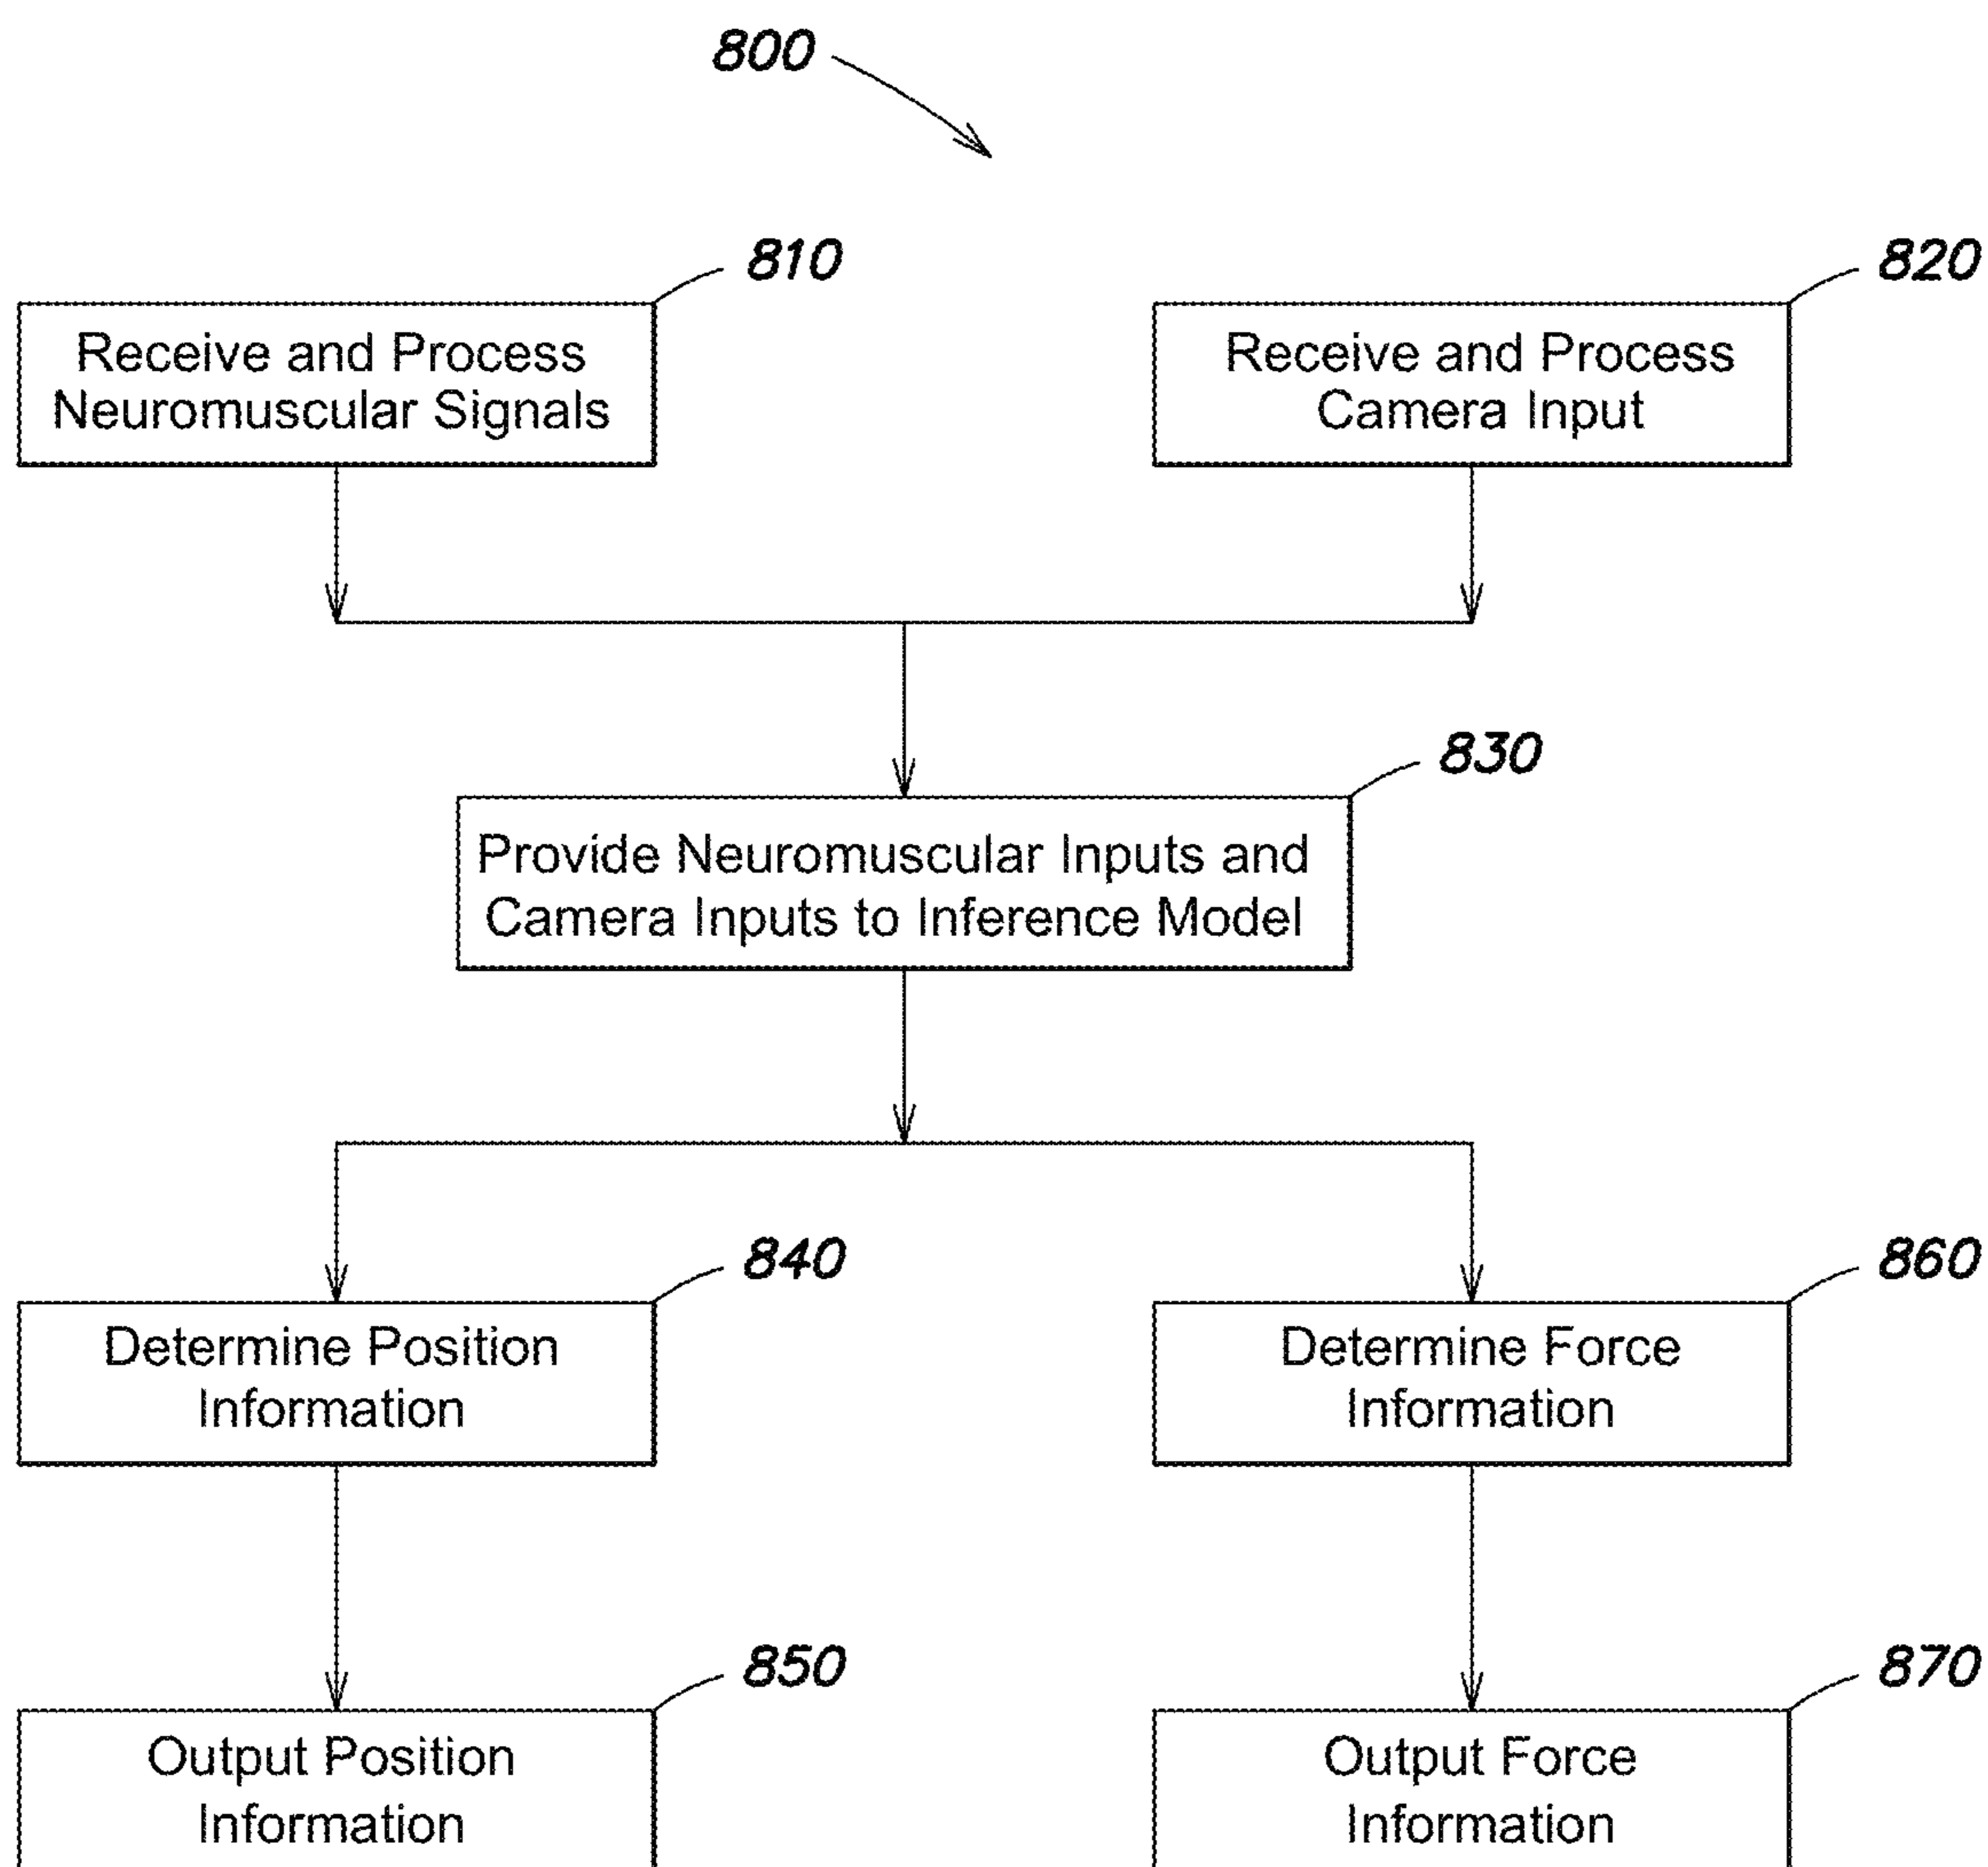 800
810
820
Receive and Process
Neuromuscular Signals
Receive and Process
Camera Input
830
Provide Neuromuscular Inputs and
Camera Inputs to Inference Model
840
860
Determine Position
Information
Determine Force
Information
850
870
Output Position
Information
Output Force
Information